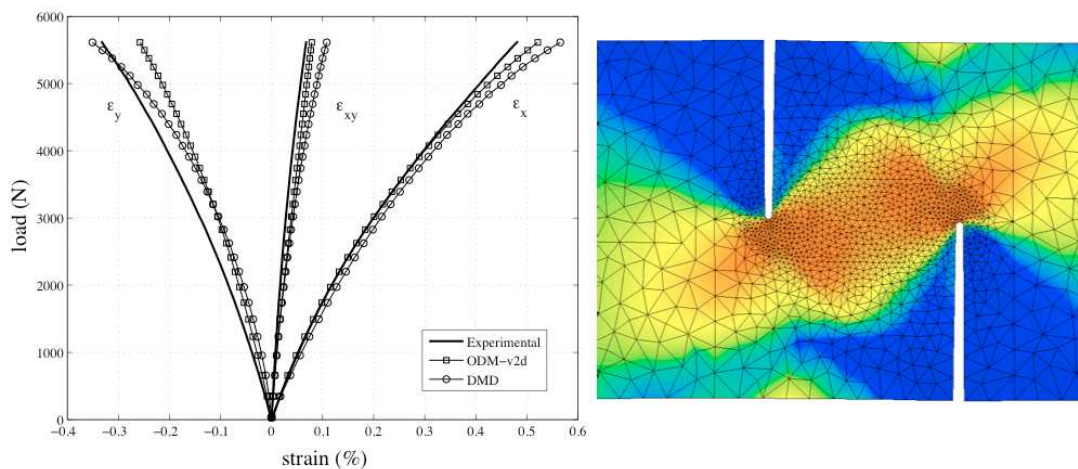 6000
5000
4000
3000
2000
1000
0
load (N)
ε_y
ε_xy
ε_x
Experimental
ODM−v2d
DMD
−0.4 −0.3 −0.2 −0.1 0 0.1 0.2 0.3 0.4 0.5 0.6
strain (%)